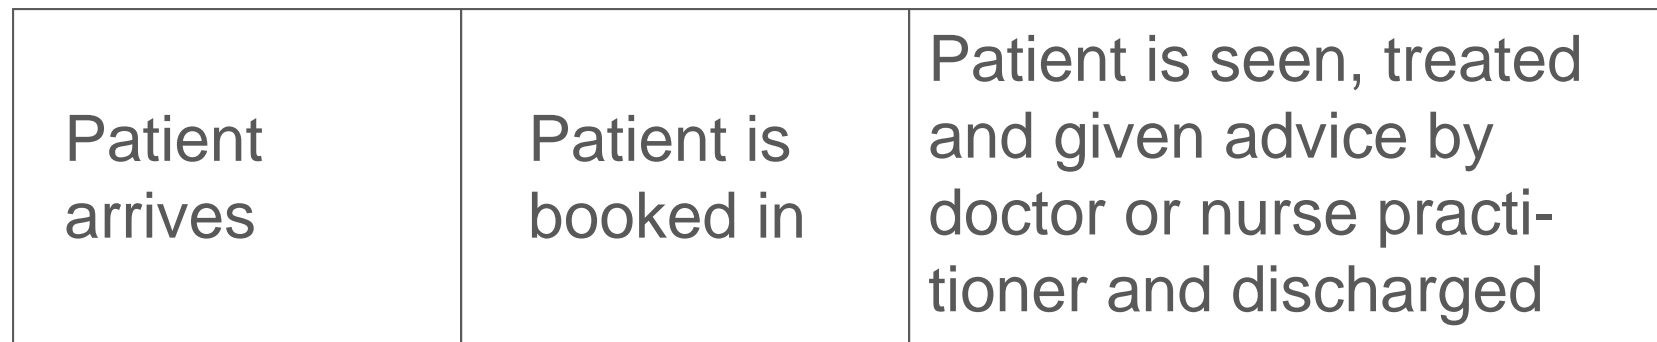 Patient
arrives
Patient is
booked in
Patient is seen, treated
and given advice by
doctor or nurse practi-
tioner and discharged